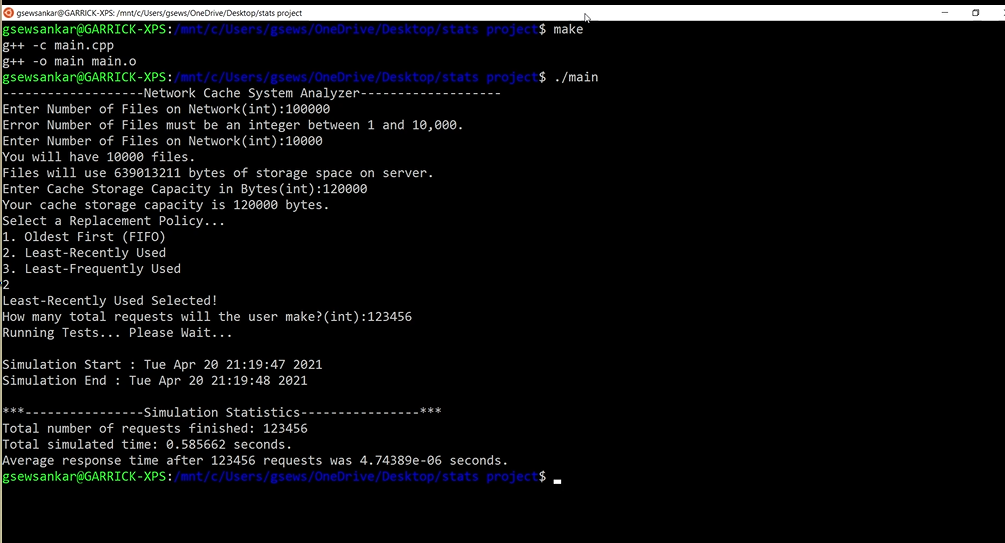 gsewsankar@GARRICK-XPS: /mnt/c/Users/gsews/OneDrive/Desktop/stats project
gsewsankar@GARRICK-XPS:/mnt/c/Users/gsews/OneDrive/Desktop/stats project$ make
g++ -c main.cpp
g++ -o main main.o
gsewsankar@GARRICK-XPS:/mnt/c/Users/gsews/OneDrive/Desktop/stats project$ ./main
-------------------Network Cache System Analyzer-------------------
Enter Number of Files on Network(int):100000
Error Number of Files must be an integer between 1 and 10,000.
Enter Number of Files on Network(int):10000
You will have 10000 files.
Files will use 639013211 bytes of storage space on server.
Enter Cache Storage Capacity in Bytes(int):120000
Your cache storage capacity is 120000 bytes.
Select a Replacement Policy...
1. Oldest First (FIFO)
2. Least-Recently Used
3. Least-Frequently Used
2
Least-Recently Used Selected!
How many total requests will the user make?(int):123456
Running Tests... Please Wait...
Simulation Start : Tue Apr 20 21:19:47 2021
Simulation End : Tue Apr 20 21:19:48 2021
***----------------Simulation Statistics----------------***
Total number of requests finished: 123456
Total simulated time: 0.585662 seconds.
Average response time after 123456 requests was 4.74389e-06 seconds.
gsewsankar@GARRICK-XPS:/mnt/c/Users/gsews/OneDrive/Desktop/stats project$